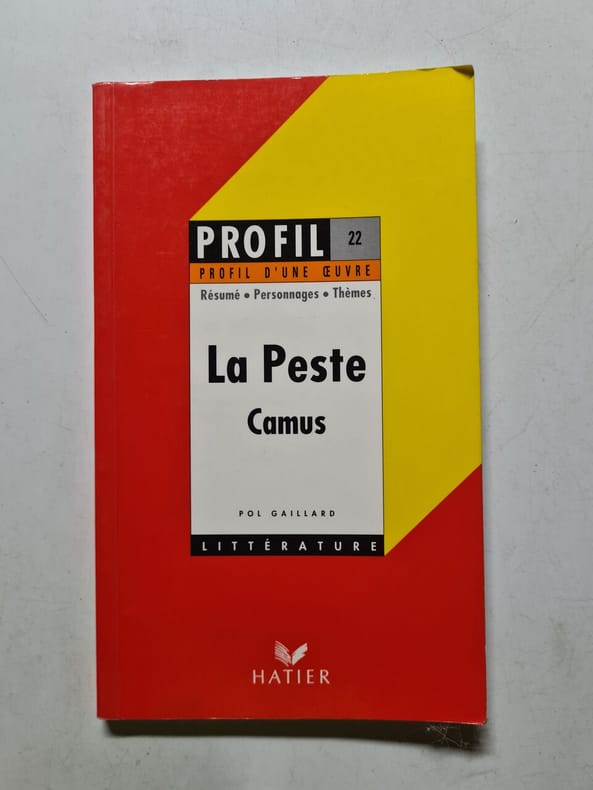 PROFIL 22
PROFIL D'UNE ŒUVRE
Résumé • Personnages • Thèmes
La Peste
Camus
POL GAILLARD
LITTÉRATURE
HATIER